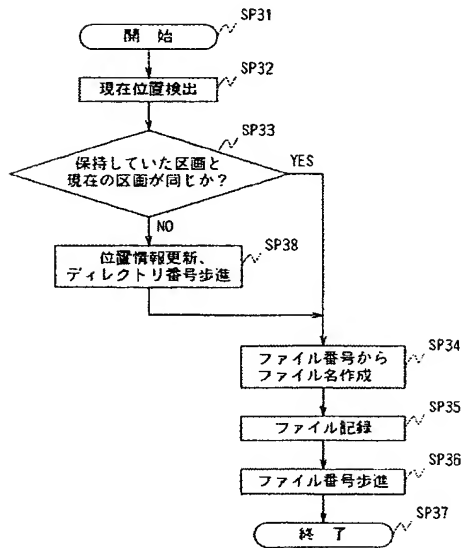 SP31
開 始
SP32
現在位置検出
SP33
保持していた区画と
現在の区画が同じか?
YES
NO
SP38
位置情報更新、
ディレクトリ番号歩進
SP34
ファイル番号から
ファイル名作成
SP35
ファイル記録
SP36
ファイル番号歩進
SP37
終 了